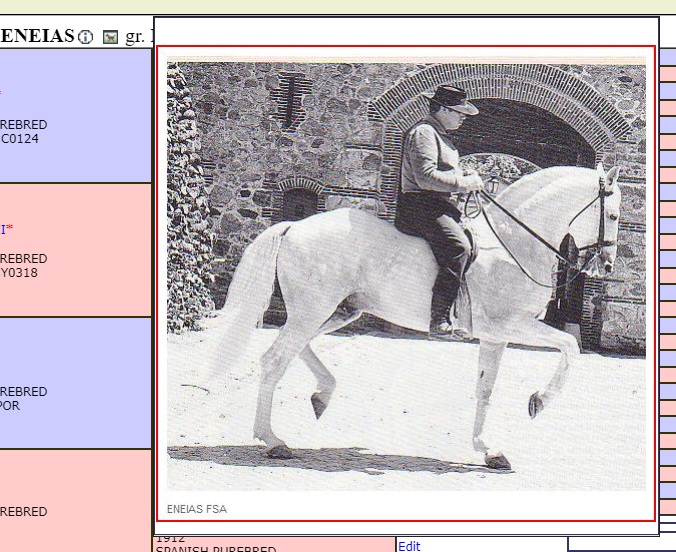 ENEIAS gr.
REBRED
C0124
I*
REBRED
Y0318
REBRED
POR
REBRED
ENEIAS FSA
1912
SPANISH PUREBRED
Edit